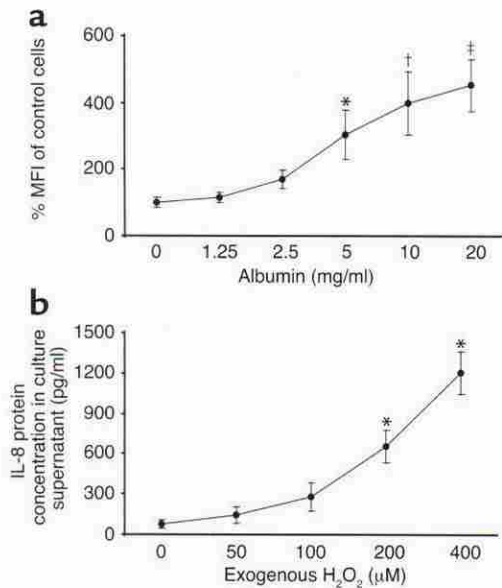 a
% MFI of control cells
600
400
200
0
*
†
‡
0 1.25 2.5 5 10 20
Albumin (mg/ml)
b
IL-8 protein
concentration in culture
supernatant (pg/ml)
1500
1200
900
600
300
0
*
*
0 50 100 200 400
Exogenous H₂O₂ (µM)